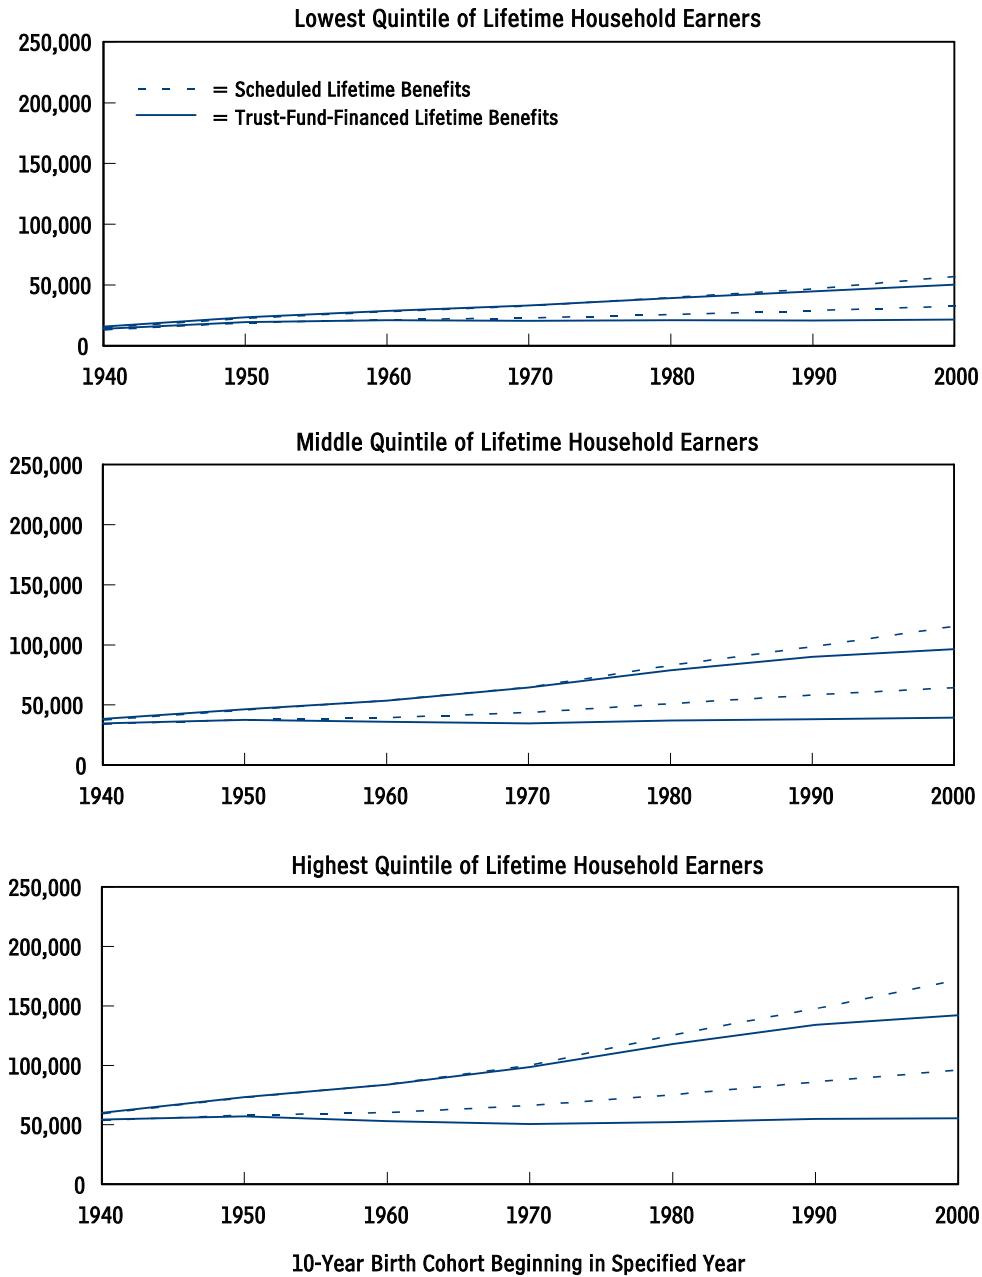 Lowest Quintile of Lifetime Household Earners
250,000
= Scheduled Lifetime Benefits
200,000
= Trust-Fund-Financed Lifetime Benefits
150,000
100,000
50,000
0
1940 1950 1960 1970 1980 1990 2000
Middle Quintile of Lifetime Household Earners
250,000
200,000
150,000
100,000
50,000
0
1940 1950 1960 1970 1980 1990 2000
Highest Quintile of Lifetime Household Earners
250,000
200,000
150,000
100,000
50,000
0
1940 1950 1960 1970 1980 1990 2000
10-Year Birth Cohort Beginning in Specified Year